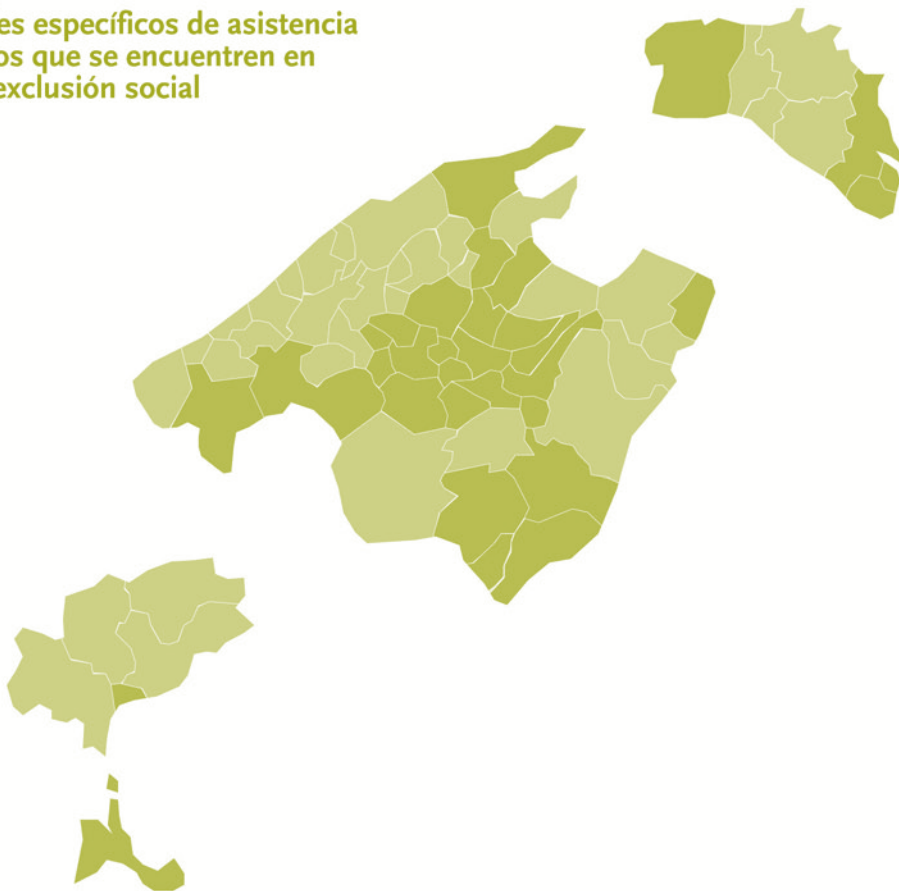 es específicos de asistencia
os que se encuentren en
exclusión social